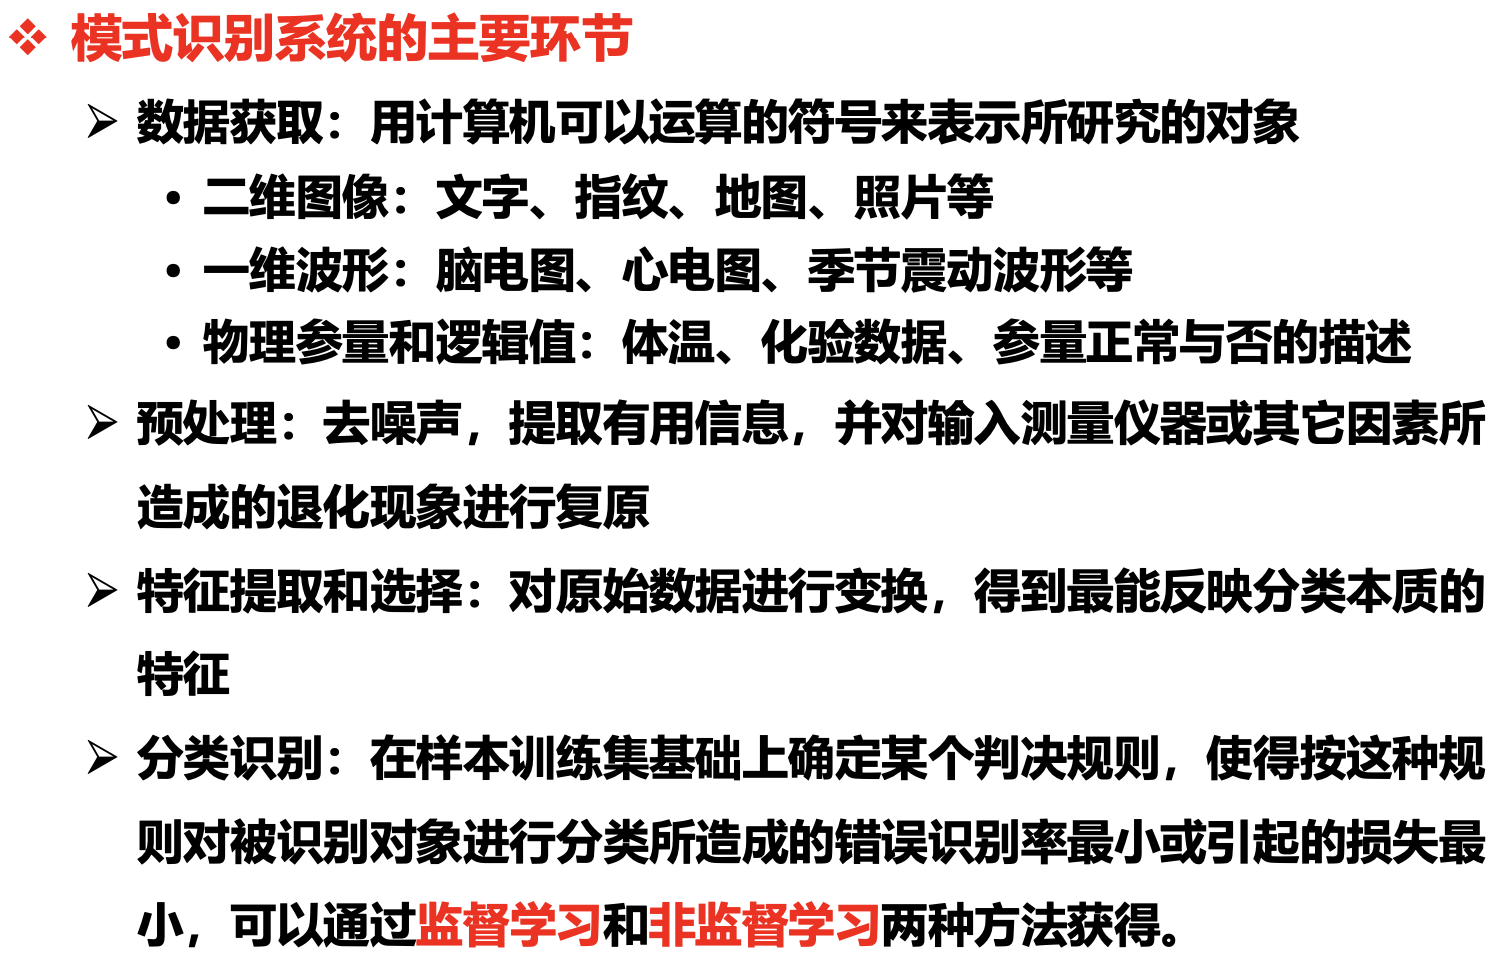 ❖ 模式识别系统的主要环节
➢ 数据获取：用计算机可以运算的符号来表示所研究的对象
• 二维图像：文字、指纹、地图、照片等
• 一维波形：脑电图、心电图、季节震动波形等
• 物理参量和逻辑值：体温、化验数据、参量正常与否的描述
➢ 预处理：去噪声，提取有用信息，并对输入测量仪器或其它因素所
造成的退化现象进行复原
➢ 特征提取和选择：对原始数据进行变换，得到最能反映分类本质的
特征
➢ 分类识别：在样本训练集基础上确定某个判决规则，使得按这种规
则对被识别对象进行分类所造成的错误识别率最小或引起的损失最
小，可以通过监督学习和非监督学习两种方法获得。